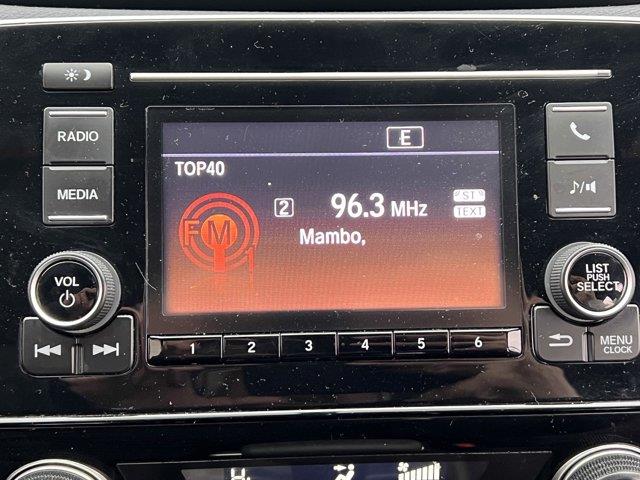 RADIO
MEDIA
E
TOP40
2 96.3 MHz
ST
TEXT
FM 1
Mambo,
VOL
LIST
PUSH
SELECT
1 2 3 4 5 6
MENU
CLOCK